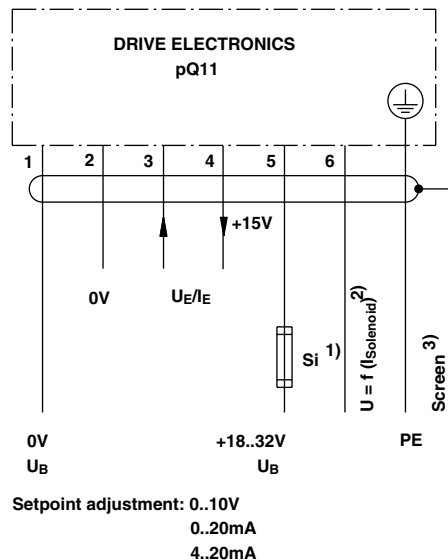 DRIVE ELECTRONICS
pQ11
1 2 3 4 5 6
+15V
0V UE/IE
Si 1)
U = f (ISolenoid) 2)
Screen 3)
0V +18..32V PE
UB UB
Setpoint adjustment: 0..10V
0..20mA
4..20mA